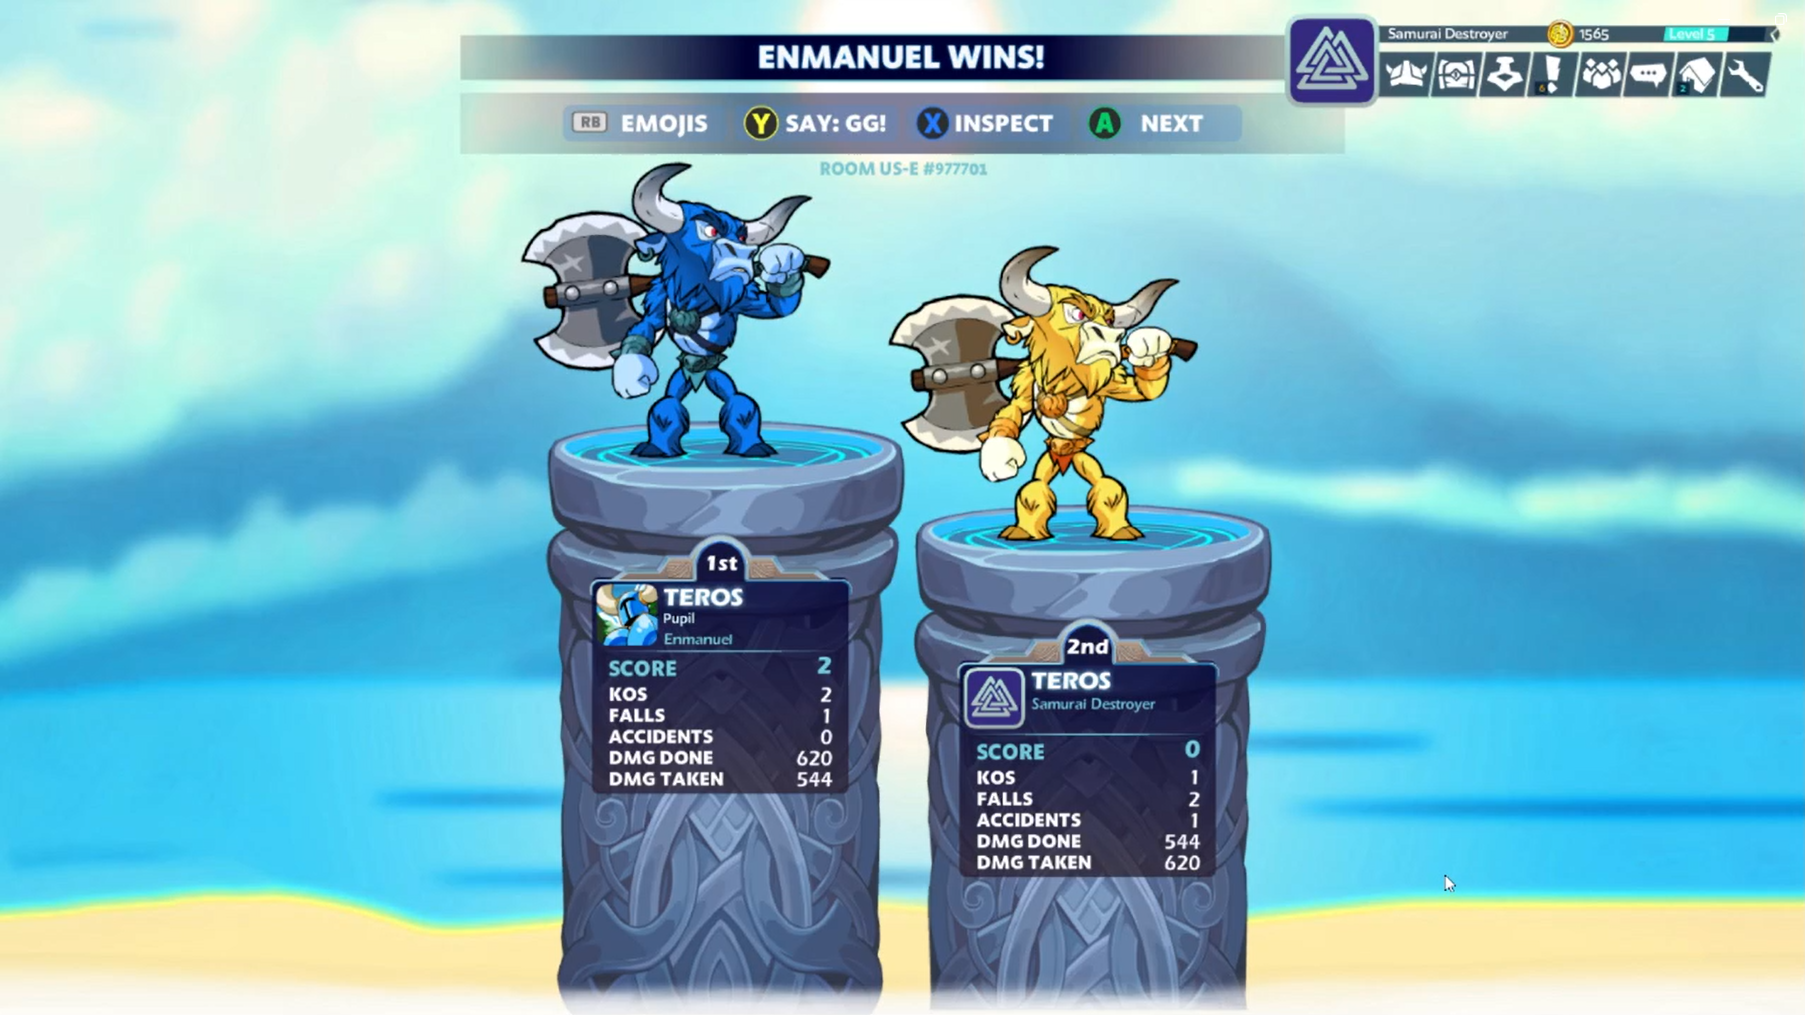 ENMANUEL WINS!
Samurai Destroyer 1565 Level 5
RB EMOJIS Y SAY: GG! X INSPECT A NEXT
6 2
ROOM US-E #977701
1st
TEROS
Pupil
Enmanuel
SCORE 2
KOS 2
FALLS 1
ACCIDENTS 0
DMG DONE 620
DMG TAKEN 544
2nd
TEROS
Samurai Destroyer
SCORE 0
KOS 1
FALLS 2
ACCIDENTS 1
DMG DONE 544
DMG TAKEN 620